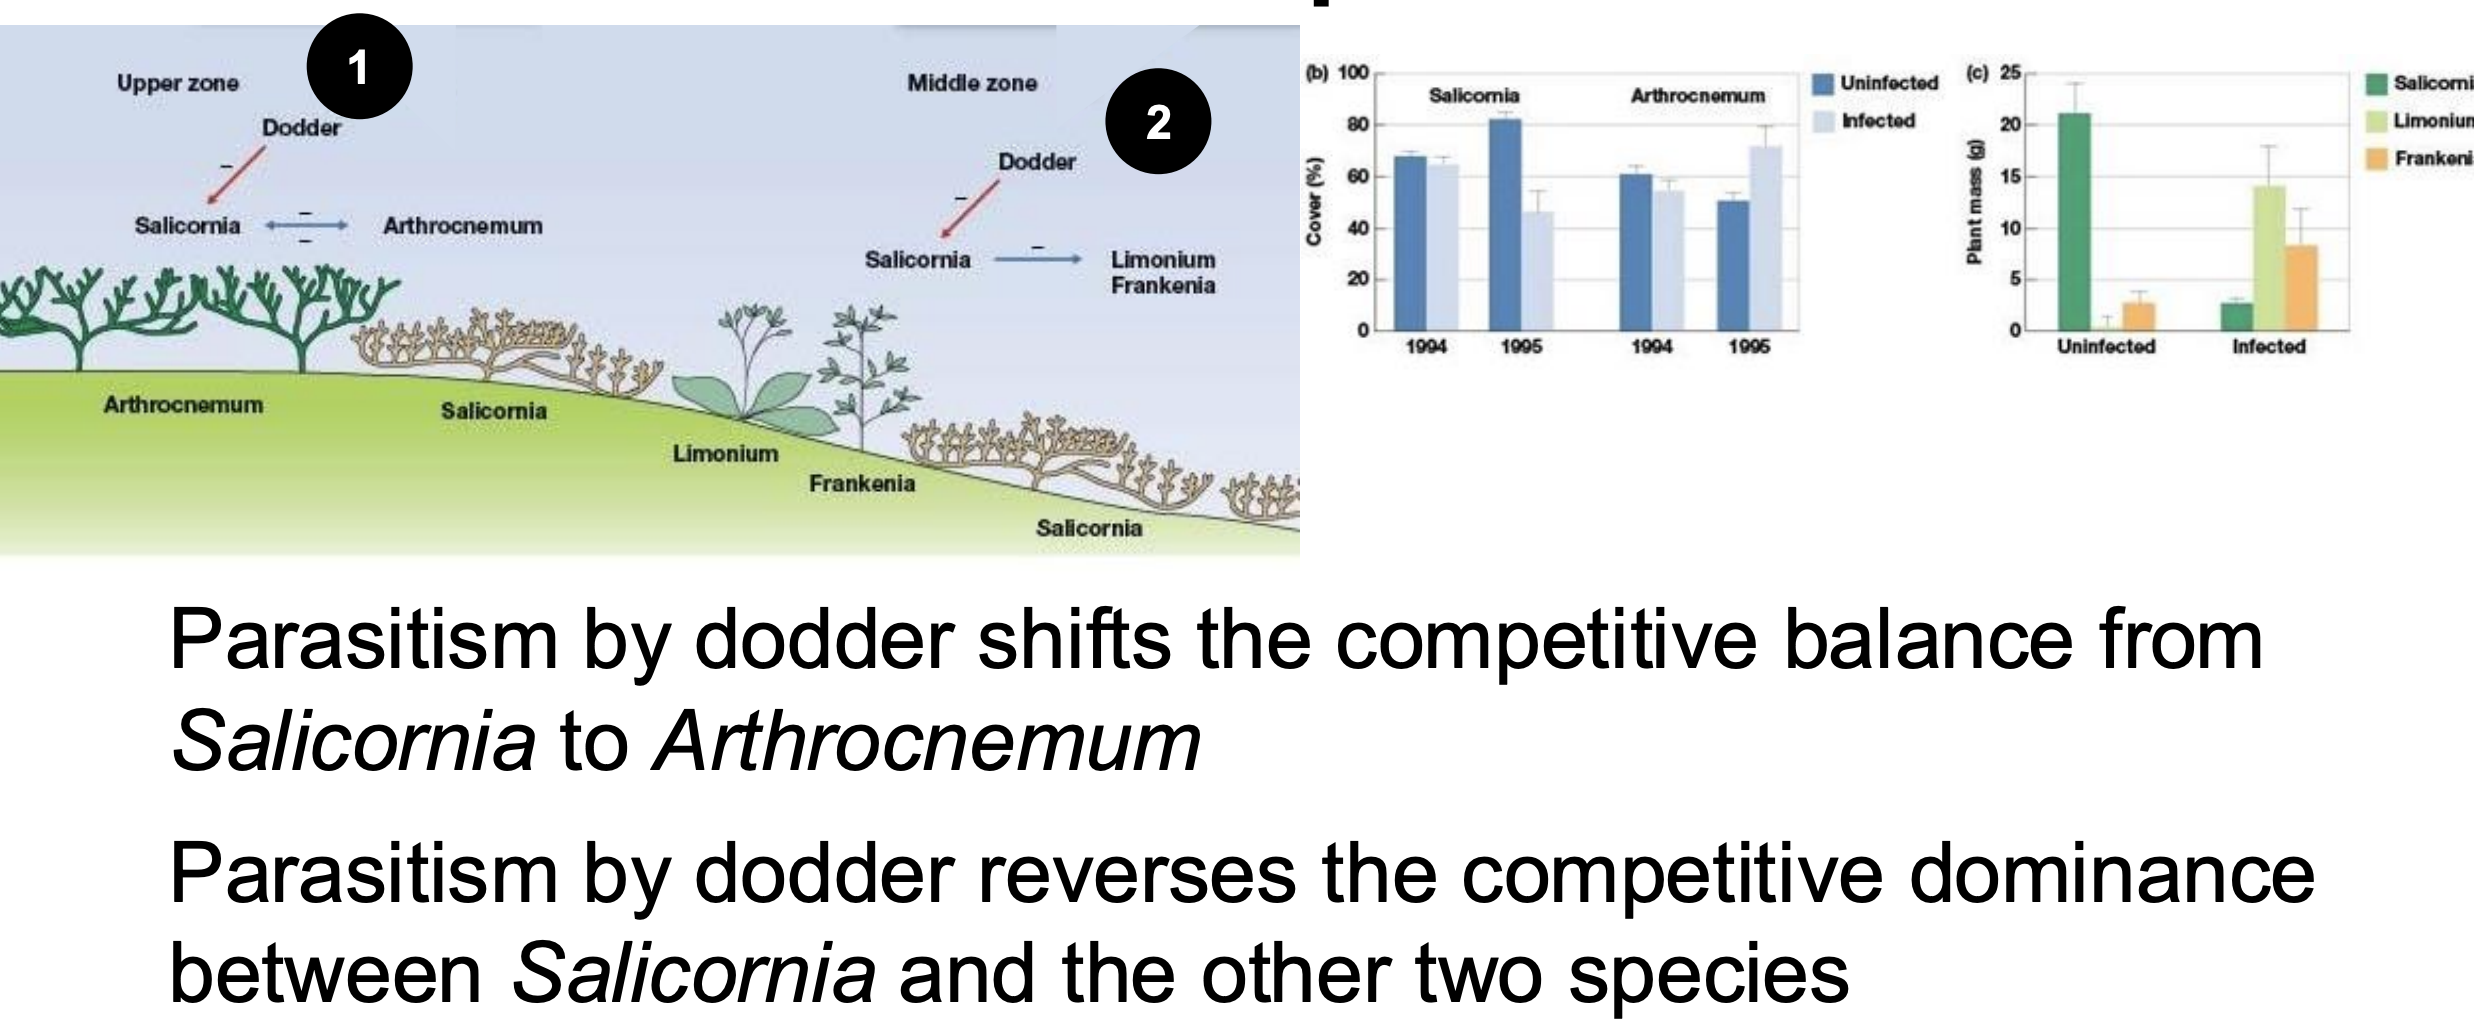 1
Upper zone
Dodder
–
Salicornia
–
–
Arthrocnemum
2
Middle zone
Dodder
–
Salicornia
–
Limonium
Frankenia
Arthrocnemum
Salicornia
Limonium
Frankenia
Salicornia
(b)
Cover (%)
100
80
60
40
20
0
Salicornia
Arthrocnemum
1994
1995
1994
1995
Uninfected
Infected
(c)
Plant mass (g)
25
20
15
10
5
0
Uninfected
Infected
Salicorni
Limonium
Frankeni
Parasitism by dodder shifts the competitive balance from
Salicornia to Arthrocnemum
Parasitism by dodder reverses the competitive dominance
between Salicornia and the other two species